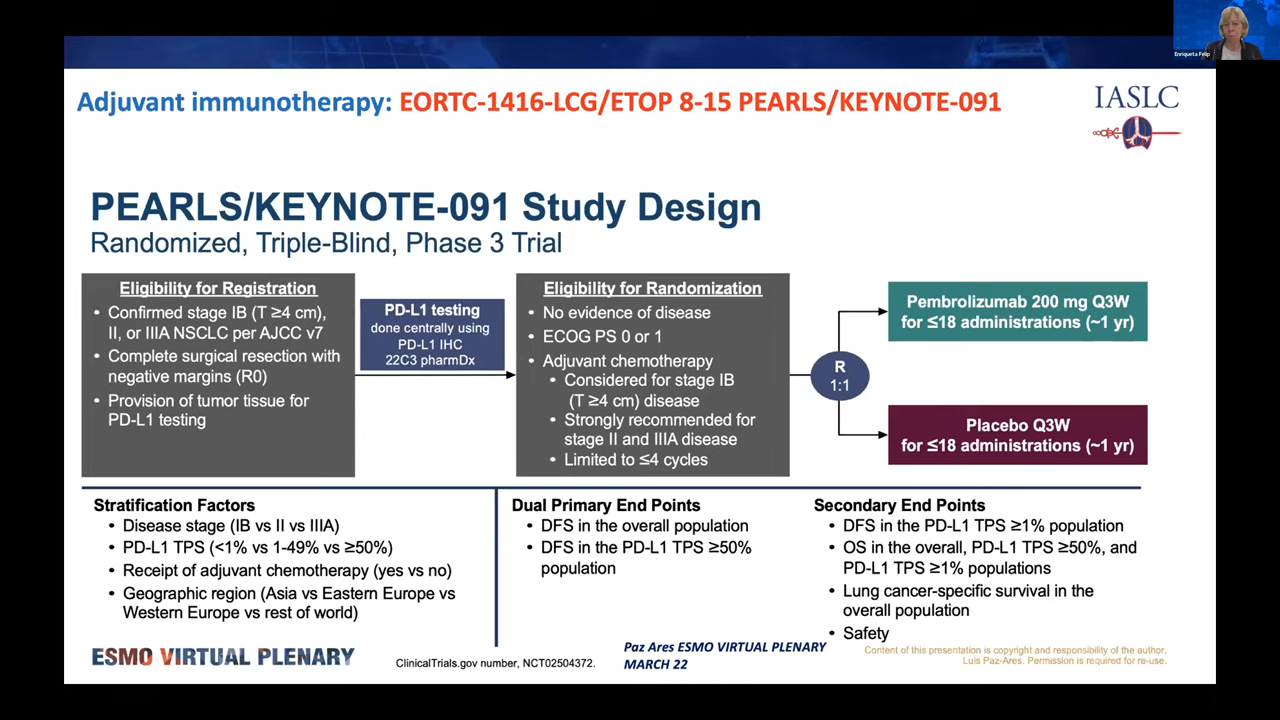 Enriqueta Felip
Adjuvant immunotherapy: EORTC-1416-LCG/ETOP 8-15 PEARLS/KEYNOTE-091
IASLC
PEARLS/KEYNOTE-091 Study Design
Randomized, Triple-Blind, Phase 3 Trial
Eligibility for Registration
• Confirmed stage IB (T ≥4 cm),
II, or IIIA NSCLC per AJCC v7
• Complete surgical resection with
negative margins (R0)
• Provision of tumor tissue for
PD-L1 testing
PD-L1 testing
done centrally using
PD-L1 IHC
22C3 pharmDx
Eligibility for Randomization
• No evidence of disease
• ECOG PS 0 or 1
• Adjuvant chemotherapy
• Considered for stage IB
(T ≥4 cm) disease
• Strongly recommended for
stage II and IIIA disease
• Limited to ≤4 cycles
R
1:1
Pembrolizumab 200 mg Q3W
for ≤18 administrations (~1 yr)
Placebo Q3W
for ≤18 administrations (~1 yr)
Stratification Factors
• Disease stage (IB vs II vs IIIA)
• PD-L1 TPS (<1% vs 1-49% vs ≥50%)
• Receipt of adjuvant chemotherapy (yes vs no)
• Geographic region (Asia vs Eastern Europe vs
Western Europe vs rest of world)
Dual Primary End Points
• DFS in the overall population
• DFS in the PD-L1 TPS ≥50%
population
Secondary End Points
• DFS in the PD-L1 TPS ≥1% population
• OS in the overall, PD-L1 TPS ≥50%, and
PD-L1 TPS ≥1% populations
• Lung cancer-specific survival in the
overall population
• Safety
ESMO VIRTUAL PLENARY
ClinicalTrials.gov number, NCT02504372.
Paz Ares ESMO VIRTUAL PLENARY
MARCH 22
Content of this presentation is copyright and responsibility of the author,
Luis Paz-Ares. Permission is required for re-use.